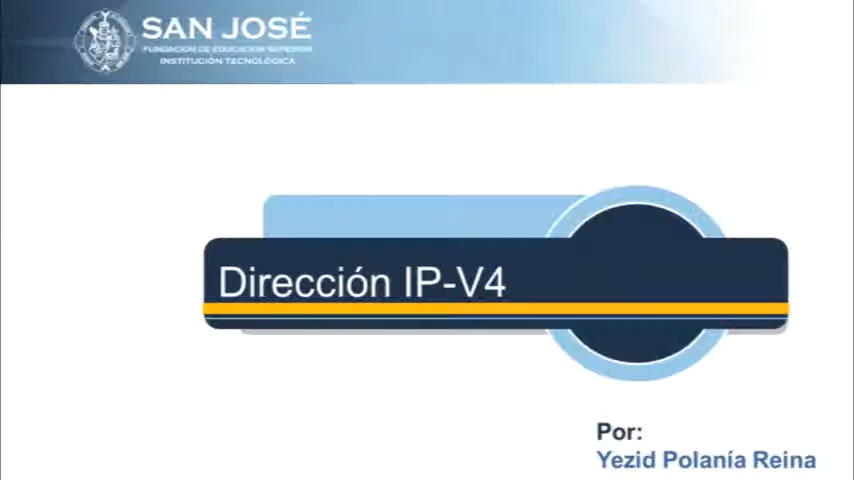 SAN JOSÉ
FUNDACIÓN DE EDUCACIÓN SUPERIOR
INSTITUCIÓN TECNOLÓGICA
Dirección IP-V4
Por:
Yezid Polanía Reina